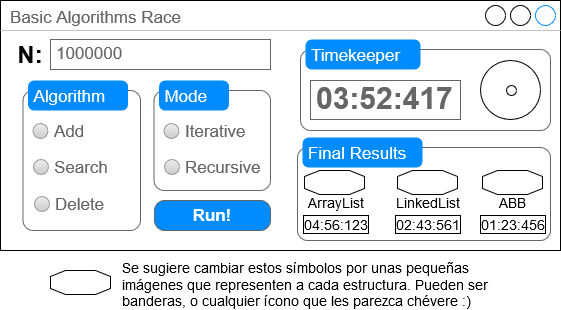 Basic Algorithms Race
N: 1000000
Algorithm
Add
Search
Delete
Mode
Iterative
Recursive
Run!
Timekeeper
03:52:417
Final Results
ArrayList LinkedList ABB
04:56:123 02:43:561 01:23:456
Se sugiere cambiar estos símbolos por unas pequeñas
imágenes que representen a cada estructura. Pueden ser
banderas, o cualquier ícono que les parezca chévere :)